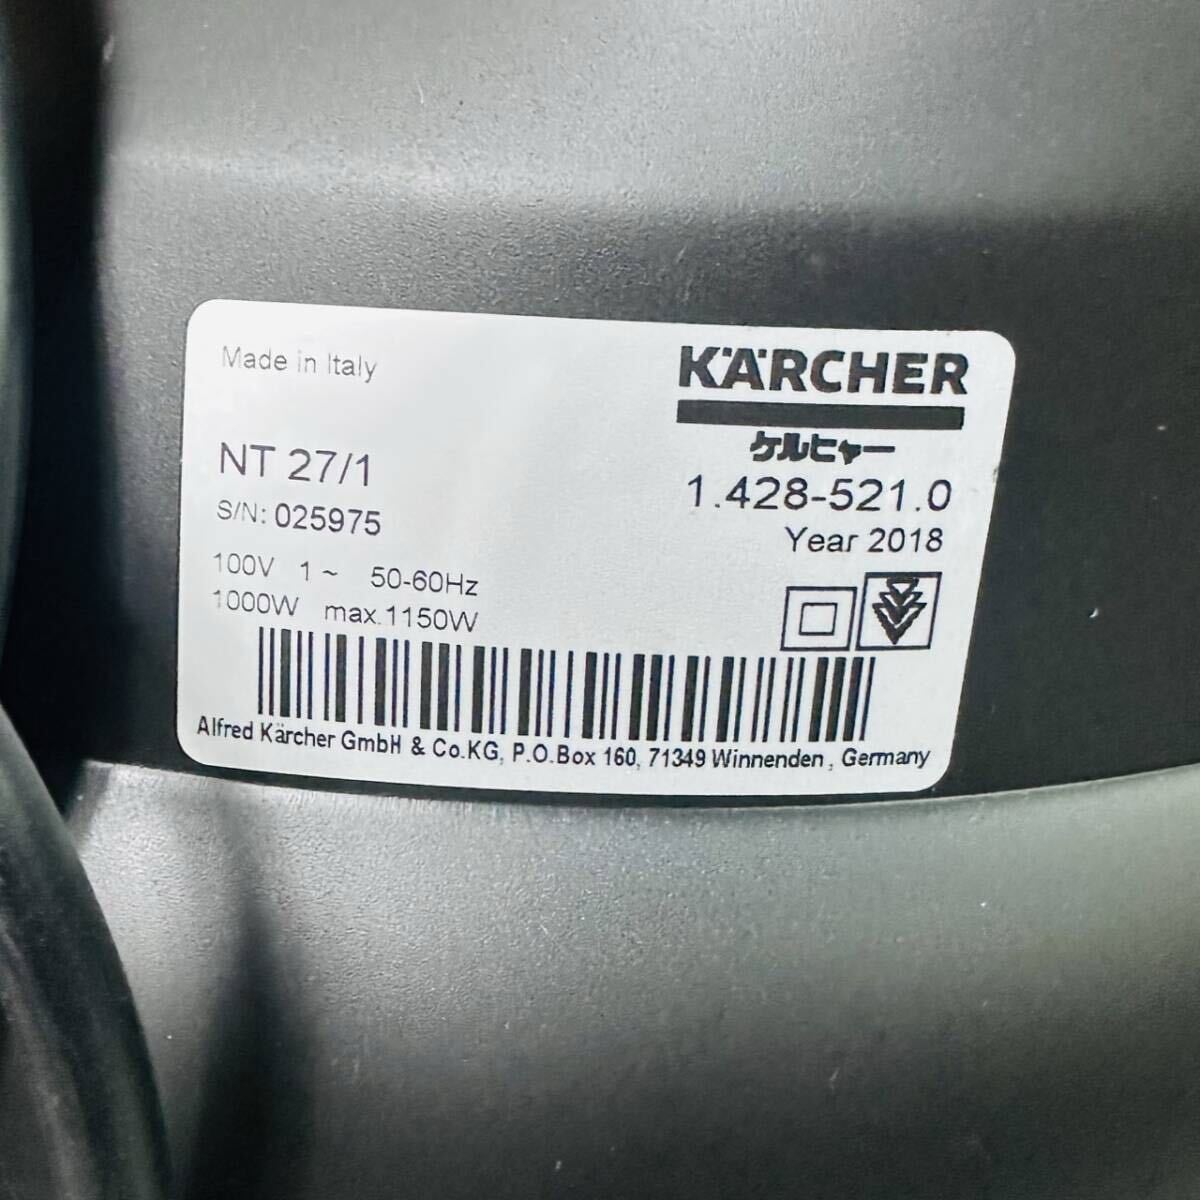 Made in Italy
KÄRCHER
ケルヒャー
NT 27/1
1.428-521.0
S/N: 025975
Year 2018
100V 1 ~ 50-60Hz
1000W max.1150W
Alfred Kärcher GmbH & Co.KG, P.O.Box 160, 71349 Winnenden, Germany